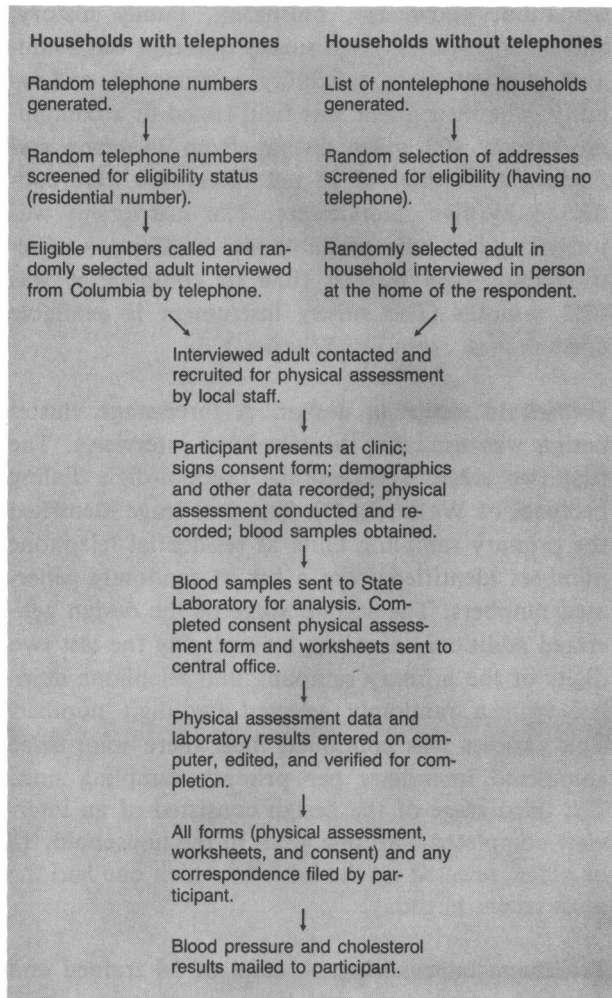 Households with telephones
Households without telephones
Random telephone numbers
generated.
List of nontelephone households
generated.
Random telephone numbers
screened for eligibility status
(residential number).
Random selection of addresses
screened for eligibility (having no
telephone).
Eligible numbers called and ran-
domly selected adult interviewed
from Columbia by telephone.
Randomly selected adult in
household interviewed in person
at the home of the respondent.
Interviewed adult contacted and
recruited for physical assessment
by local staff.
Participant presents at clinic;
signs consent form; demographics
and other data recorded; physical
assessment conducted and re-
corded; blood samples obtained.
Blood samples sent to State
Laboratory for analysis. Com-
pleted consent physical assess-
ment form and worksheets sent to
central office.
Physical assessment data and
laboratory results entered on com-
puter, edited, and verified for com-
pletion.
All forms (physical assessment,
worksheets, and consent) and any
correspondence filed by par-
ticipant.
Blood pressure and cholesterol
results mailed to participant.